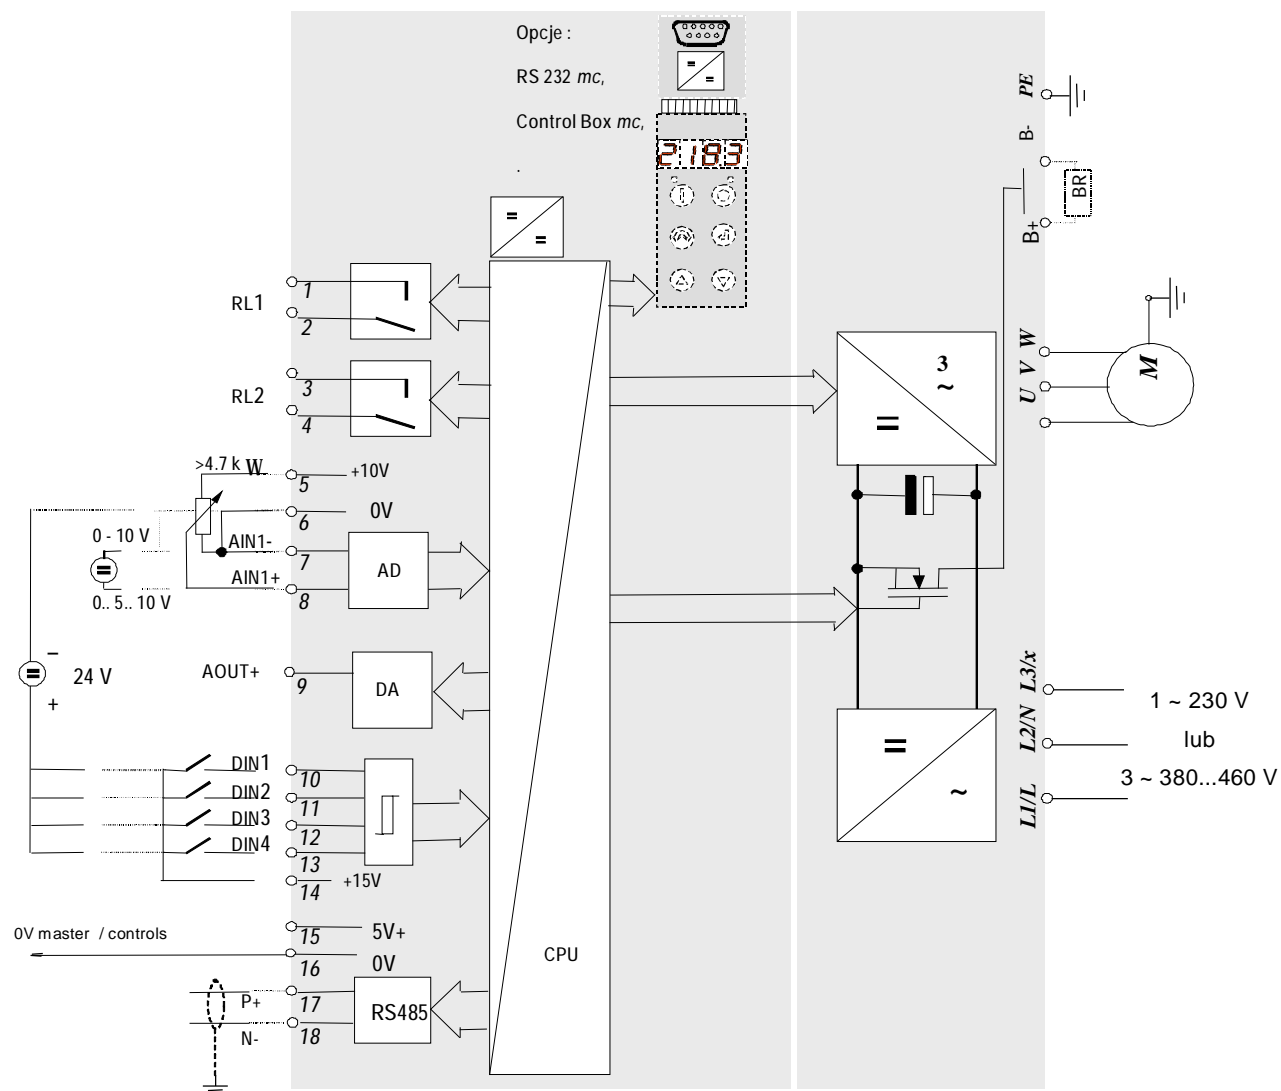 Opcje :
RS 232 mc,
Control Box mc,
.
2183
=
=
=
=
PE
B-
BR
B+
RL1
1
2
RL2
3
4
3
~
=
W
V
U
M
>4.7 k W
5
+10V
6
0V
0 - 10 V
AIN1-
7
AD
=
AIN1+
8
0.. 5.. 10 V
AOUT+
9
DA
–
=
24 V
+
L3/x
L2/N
L1/L
1 ~ 230 V
lub
3 ~ 380...460 V
=
~
DIN1
10
DIN2
11
DIN3
12
DIN4
13
14
+15V
0V master / controls
15
5V+
16
0V
CPU
P+
17
RS485
N-
18